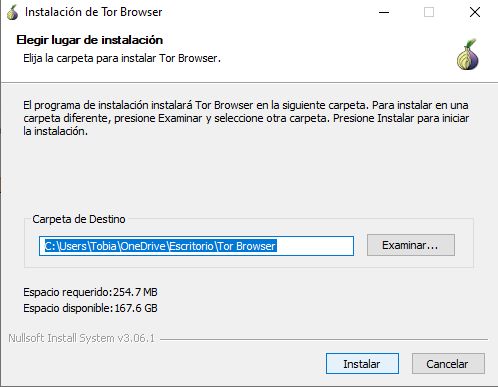 Instalación de Tor Browser
Elegir lugar de instalación
Elija la carpeta para instalar Tor Browser.
El programa de instalación instalará Tor Browser en la siguiente carpeta. Para instalar en una
carpeta diferente, presione Examinar y seleccione otra carpeta. Presione Instalar para iniciar
la instalación.
Carpeta de Destino
C:\Users\Tobia\OneDrive\Escritorio\Tor Browser
Examinar...
Espacio requerido:254.7 MB
Espacio disponible:167.6 GB
Nullsoft Install System v3.06.1
Instalar
Cancelar